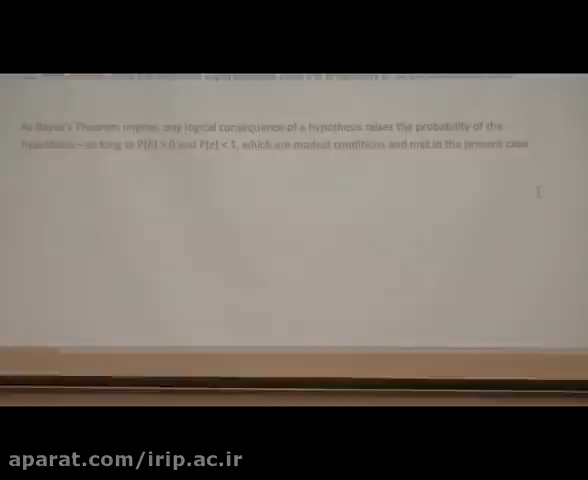 As Bayes's Theorem implies, any logical consequence of a hypothesis raises the probability of the
hypothesis – so long as P(h) > 0 and P(e) < 1, which are modest conditions and met in the present case.
aparat.com/irip.ac.ir